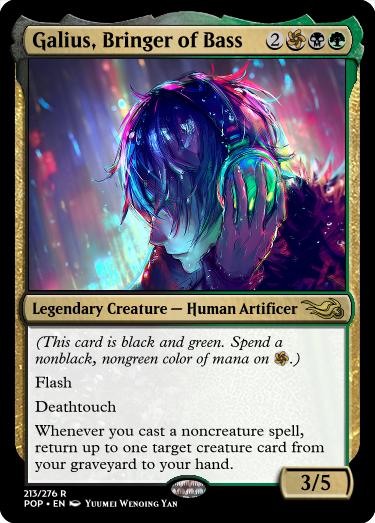 Galius, Bringer of Bass 2
Legendary Creature — Human Artificer
(This card is black and green. Spend a
nonblack, nongreen color of mana on .)
Flash
Deathtouch
Whenever you cast a noncreature spell,
return up to one target creature card from
your graveyard to your hand.
3/5
213/276 R
POP • EN Yuumei Wenqing Yan